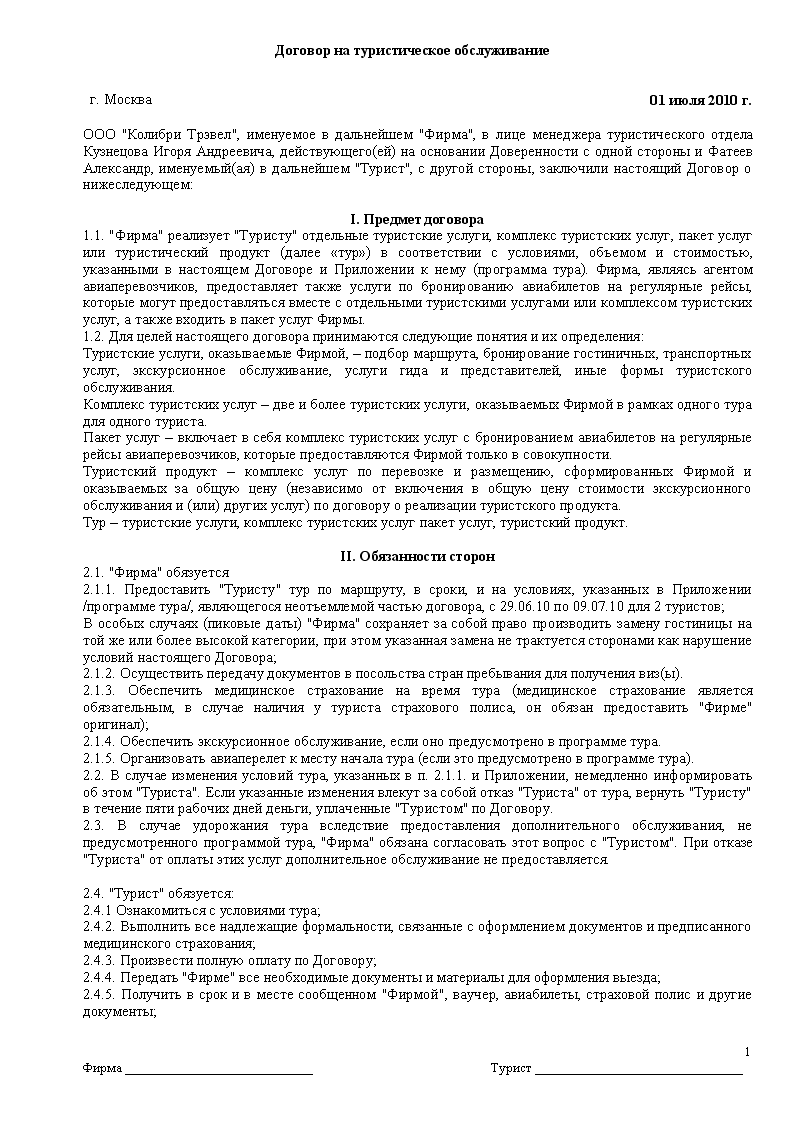 Договор на туристическое обслуживание
г. Москва
01 июля 2010 г.
ООО "Колибри Трэвел", именуемое в дальнейшем "Фирма", в лице менеджера туристического отдела
Кузнецова Игоря Андреевича, действующего(ей) на основании Доверенности с одной стороны и Фатеев
Александр, именуемый(ая) в дальнейшем "Турист", с другой стороны, заключили настоящий Договор о
нижеследующем:
I. Предмет договора
1.1. "Фирма" реализует "Туристу" отдельные туристские услуги, комплекс туристских услуг, пакет услуг
или туристический продукт (далее «тур») в соответствии с условиями, объемом и стоимостью,
указанными в настоящем Договоре и Приложении к нему (программа тура). Фирма, являясь агентом
авиаперевозчиков, предоставляет также услуги по бронированию авиабилетов на регулярные рейсы,
которые могут предоставляться вместе с отдельными туристскими услугами или комплексом туристских
услуг, а также входить в пакет услуг Фирмы.
1.2. Для целей настоящего договора принимаются следующие понятия и их определения:
Туристские услуги, оказываемые Фирмой, – подбор маршрута, бронирование гостиничных, транспортных
услуг, экскурсионное обслуживание, услуги гида и представителей, иные формы туристского
обслуживания.
Комплекс туристских услуг – две и более туристских услуги, оказываемых Фирмой в рамках одного тура
для одного туриста.
Пакет услуг – включает в себя комплекс туристских услуг с бронированием авиабилетов на регулярные
рейсы авиаперевозчиков, которые предоставляются Фирмой только в совокупности.
Туристский продукт – комплекс услуг по перевозке и размещению, сформированных Фирмой и
оказываемых за общую цену (независимо от включения в общую цену стоимости экскурсионного
обслуживания и (или) других услуг) по договору о реализации туристского продукта.
Тур – туристские услуги, комплекс туристских услуг пакет услуг, туристский продукт.
II. Обязанности сторон
2.1. "Фирма" обязуется
2.1.1. Предоставить "Туристу" тур по маршруту, в сроки, и на условиях, указанных в Приложении
/программе тура/, являющегося неотъемлемой частью договора, с 29.06.10 по 09.07.10 для 2 туристов;
В особых случаях (пиковые даты) "Фирма" сохраняет за собой право производить замену гостиницы на
той же или более высокой категории, при этом указанная замена не трактуется сторонами как нарушение
условий настоящего Договора;
2.1.2. Осуществить передачу документов в посольства стран пребывания для получения виз(ы).
2.1.3. Обеспечить медицинское страхование на время тура (медицинское страхование является
обязательным, в случае наличия у туриста страхового полиса, он обязан предоставить "Фирме"
оригинал);
2.1.4. Обеспечить экскурсионное обслуживание, если оно предусмотрено в программе тура.
2.1.5. Организовать авиаперелет к месту начала тура (если это предусмотрено в программе тура).
2.2. В случае изменения условий тура, указанных в п. 2.1.1. и Приложении, немедленно информировать
об этом "Туриста". Если указанные изменения влекут за собой отказ "Туриста" от тура, вернуть "Туристу"
в течение пяти рабочих дней деньги, уплаченные "Туристом" по Договору.
2.3. В случае удорожания тура вследствие предоставления дополнительного обслуживания, не
предусмотренного программой тура, "Фирма" обязана согласовать этот вопрос с "Туристом". При отказе
"Туриста" от оплаты этих услуг дополнительное обслуживание не предоставляется.
2.4. "Турист" обязуется:
2.4.1 Ознакомиться с условиями тура;
2.4.2. Выполнить все надлежащие формальности, связанные с оформлением документов и предписанного
медицинского страхования;
2.4.3. Произвести полную оплату по Договору;
2.4.4. Передать "Фирме" все необходимые документы и материалы для оформления выезда;
2.4.5. Получить в срок и в месте сообщенном "Фирмой", ваучер, авиабилеты, страховой полис и другие
документы;
1
Фирма ____________________________ Турист _______________________________